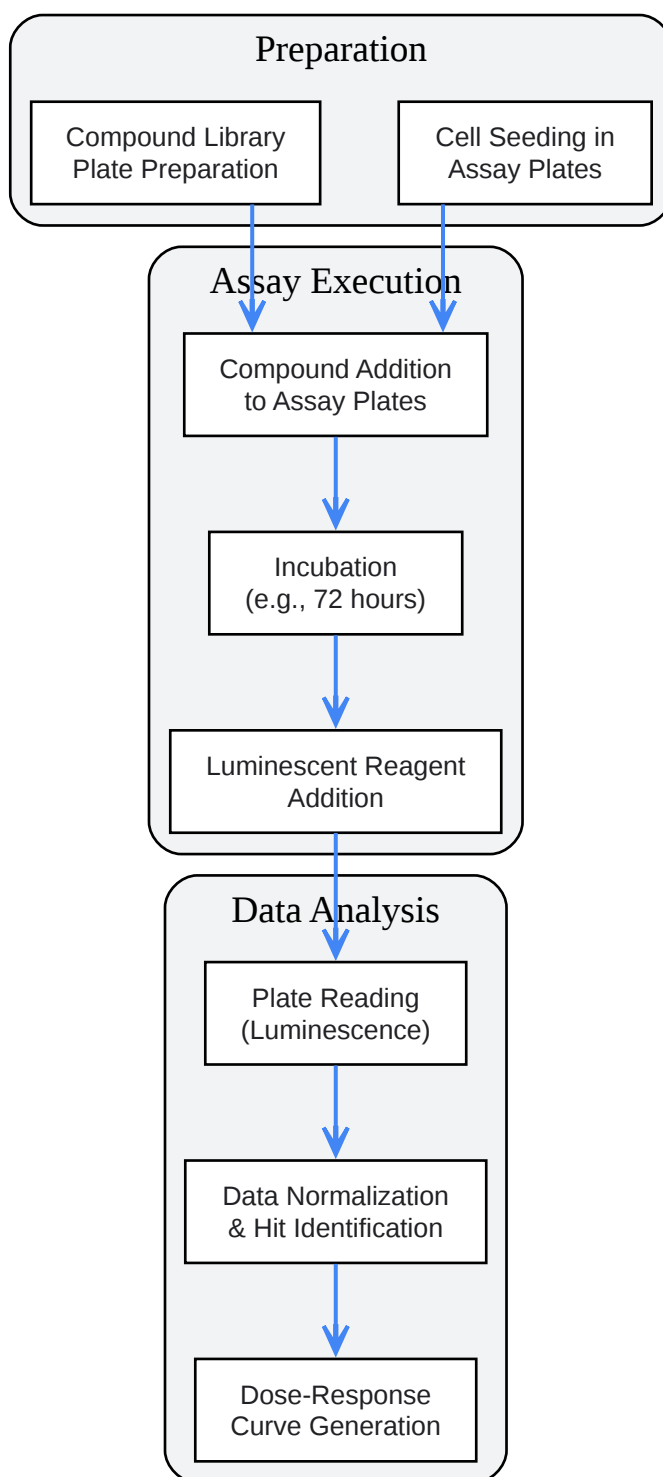 Preparation
Compound Library
Plate Preparation
Cell Seeding in
Assay Plates
Assay Execution
Compound Addition
to Assay Plates
Incubation
(e.g., 72 hours)
Luminescent Reagent
Addition
Data Analysis
Plate Reading
(Luminescence)
Data Normalization
& Hit Identification
Dose-Response
Curve Generation